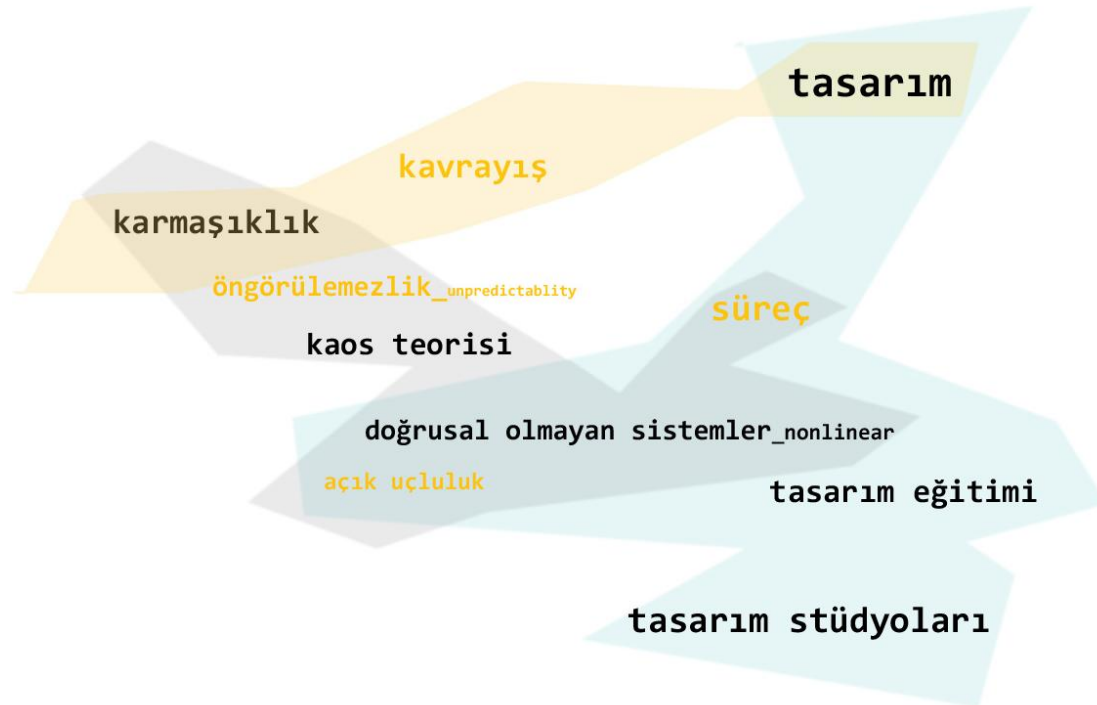 tasarım
kavrayış
karmaşıklık
öngörülemezlik_unpredictablity
süreç
kaos teorisi
doğrusal olmayan sistemler_nonlinear
açık uçluluk
tasarım eğitimi
tasarım stüdyoları